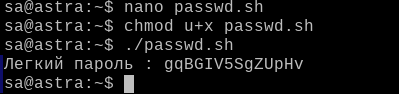 sa@astra:~$ nano passwd.sh
sa@astra:~$ chmod u+x passwd.sh
sa@astra:~$ ./passwd.sh
Легкий пароль : gqBGIV5SgZUpHv
sa@astra:~$